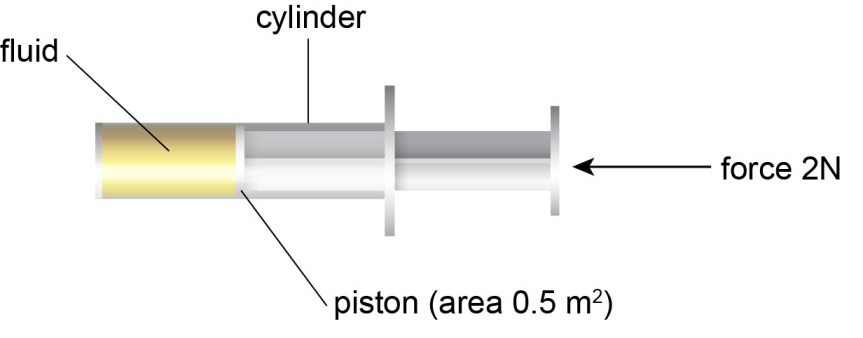 cylinder
fluid
force 2N
piston (area 0.5 m²)